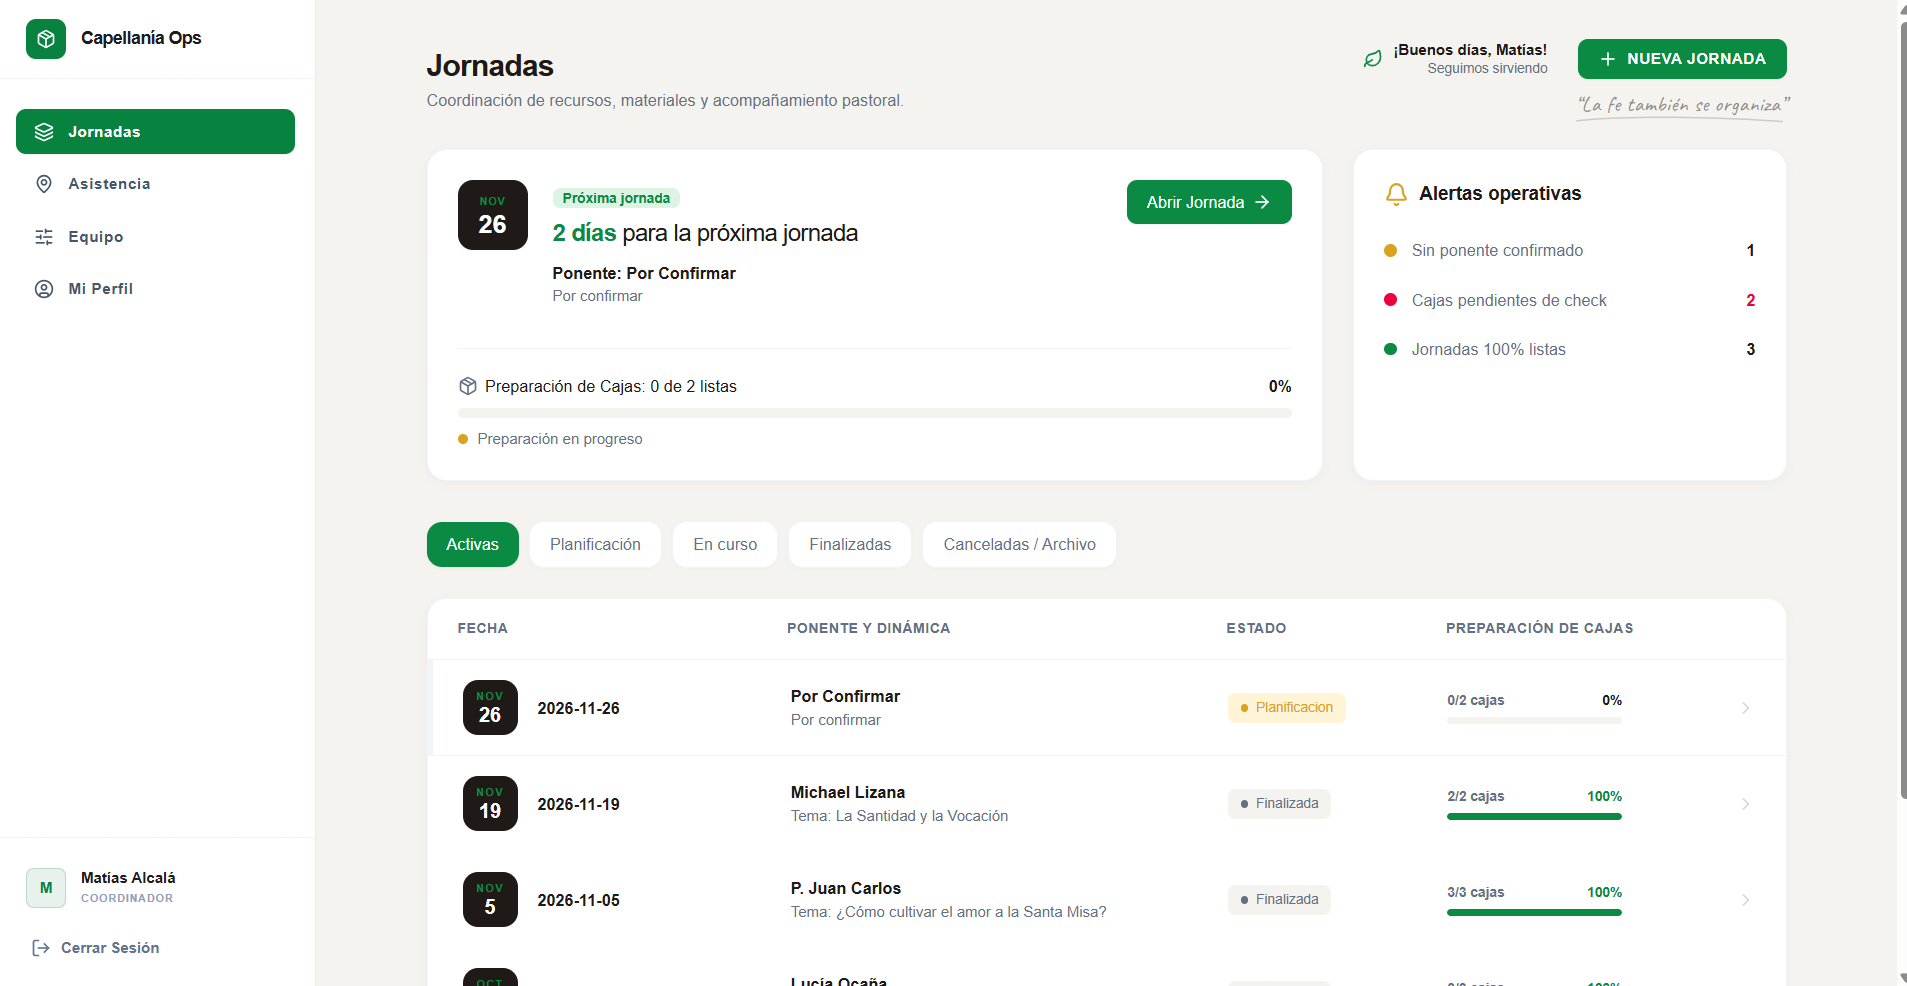 Capellanía Ops
Jornadas
Asistencia
Equipo
Mi Perfil
Matías Alcalá
COORDINADOR
Cerrar Sesión
Jornadas
Coordinación de recursos, materiales y acompañamiento pastoral.
¡Buenos días, Matías!
Seguimos sirviendo
NUEVA JORNADA
“La fe también se organiza”
NOV
26
Próxima jornada
2 días para la próxima jornada
Ponente: Por Confirmar
Por confirmar
Abrir Jornada
Preparación de Cajas: 0 de 2 listas
0%
Preparación en progreso
Alertas operativas
Sin ponente confirmado 1
Cajas pendientes de check 2
Jornadas 100% listas 3
Activas
Planificación
En curso
Finalizadas
Canceladas / Archivo
FECHA PONENTE Y DINÁMICA ESTADO PREPARACIÓN DE CAJAS
NOV
26
2026-11-26
Por Confirmar
Por confirmar
Planificacion
0/2 cajas 0%
NOV
19
2026-11-19
Michael Lizana
Tema: La Santidad y la Vocación
Finalizada
2/2 cajas 100%
NOV
5
2026-11-05
P. Juan Carlos
Tema: ¿Cómo cultivar el amor a la Santa Misa?
Finalizada
3/3 cajas 100%
OCT
Lucía Ocaña